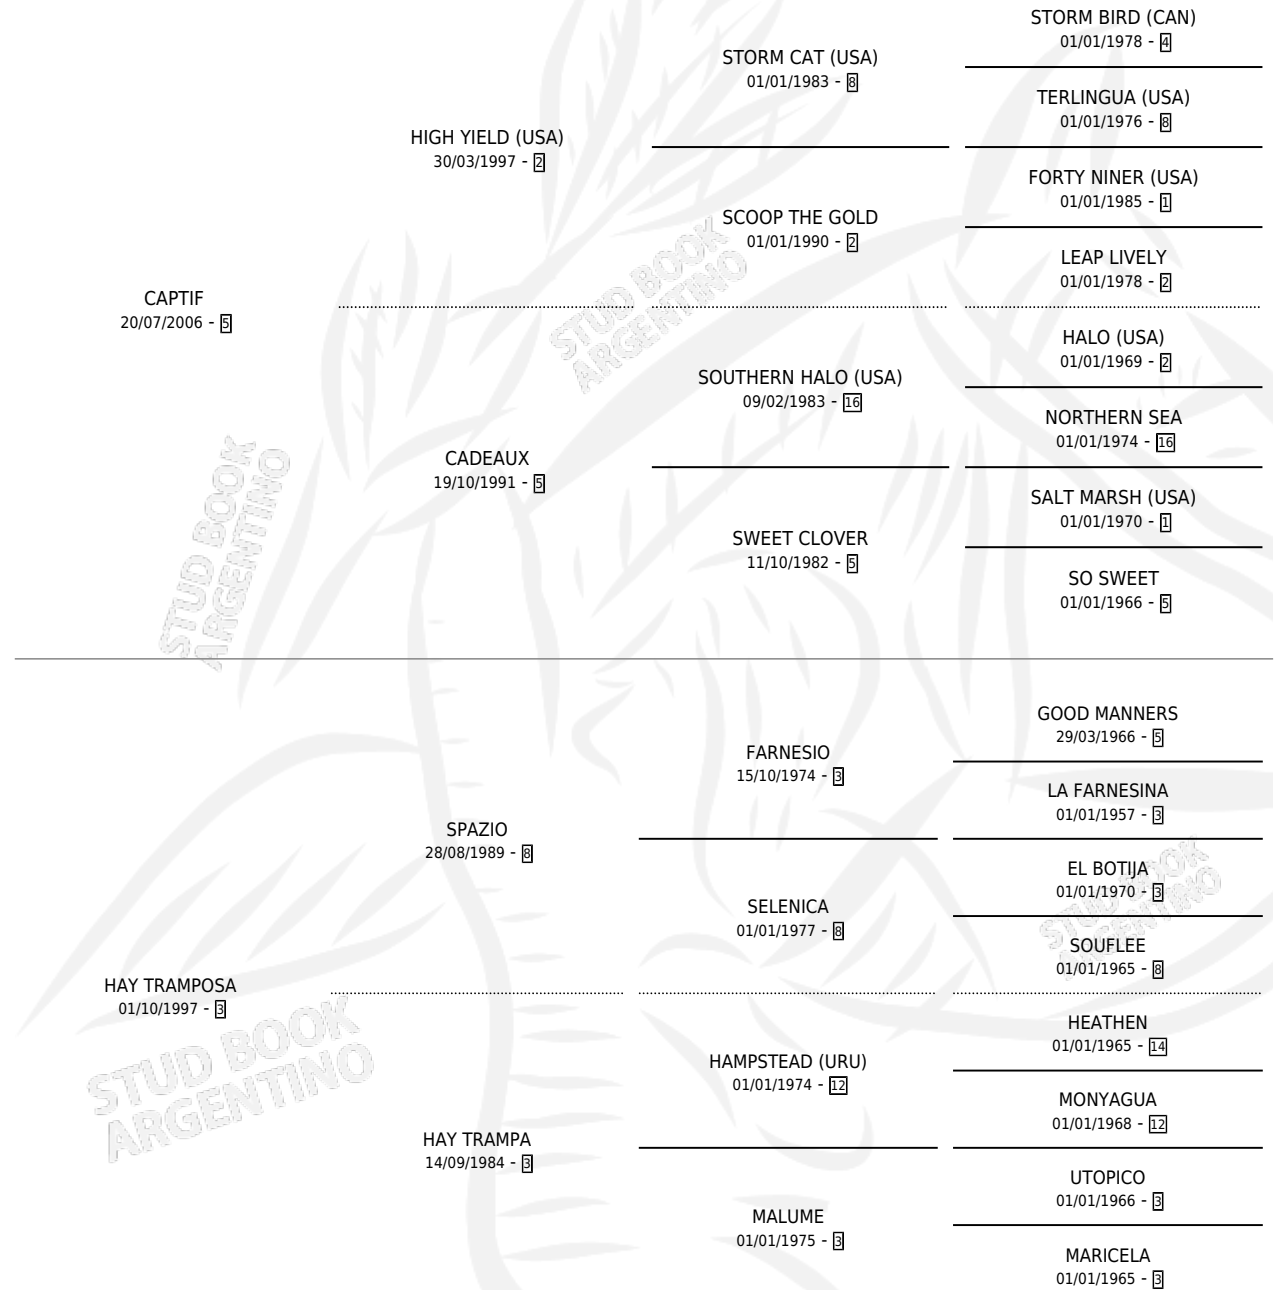 STORM BIRD (CAN)
01/01/1978 - 4
STORM CAT (USA)
01/01/1983 - 8
TERLINGUA (USA)
01/01/1976 - 8
HIGH YIELD (USA)
30/03/1997 - 2
FORTY NINER (USA)
01/01/1985 - 1
SCOOP THE GOLD
01/01/1990 - 2
LEAP LIVELY
01/01/1978 - 2
CAPTIF
20/07/2006 - 5
STUD BOOK
ARGENTINO
HALO (USA)
01/01/1969 - 2
SOUTHERN HALO (USA)
09/02/1983 - 16
NORTHERN SEA
01/01/1974 - 16
CADEAUX
19/10/1991 - 5
SALT MARSH (USA)
01/01/1970 - 1
SWEET CLOVER
11/10/1982 - 5
SO SWEET
01/01/1966 - 5
STUD BOOK
ARGENTINO
GOOD MANNERS
29/03/1966 - 5
FARNESIO
15/10/1974 - 3
LA FARNESINA
01/01/1957 - 3
SPAZIO
28/08/1989 - 8
EL BOTIJA
01/01/1970 - 3
SELENICA
01/01/1977 - 8
STUD BOOK
ARGENTINO
SOUFLEE
01/01/1965 - 8
HAY TRAMPOSA
01/10/1997 - 3
HEATHEN
01/01/1965 - 14
HAMPSTEAD (URU)
01/01/1974 - 12
STUD BOOK
ARGENTINO
MONYAGUA
01/01/1968 - 12
HAY TRAMPA
14/09/1984 - 3
UTOPICO
01/01/1966 - 3
MALUME
01/01/1975 - 3
MARICELA
01/01/1965 - 3